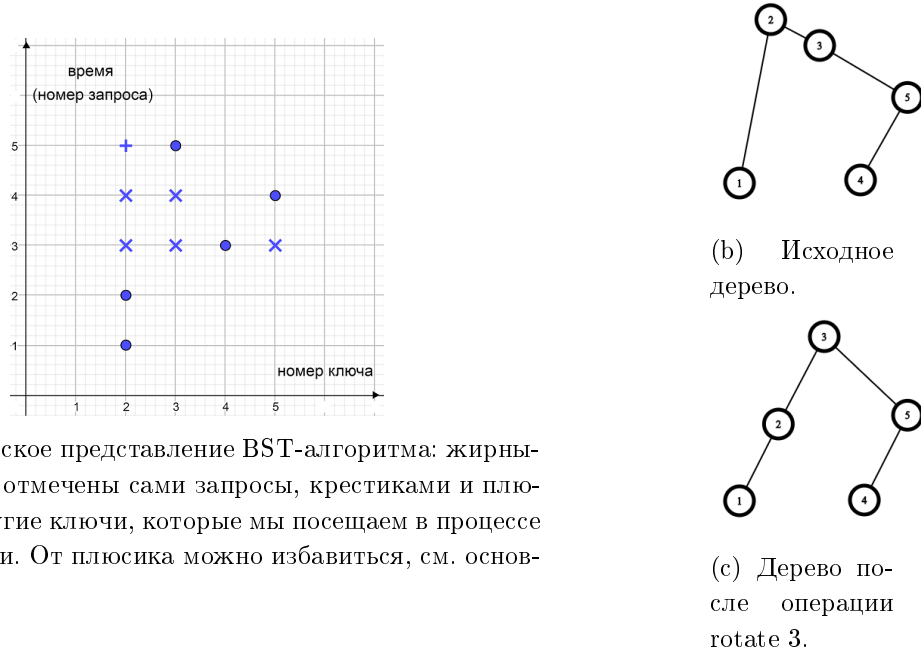 время
(номер запроса)
5
4
3
2
1
номер ключа
1 2 3 4 5
ское представление BST-алгоритма: жирны-
отмечены сами запросы, крестиками и плю-
гие ключи, которые мы посещаем в процессе
и. От плюсика можно избавиться, см. основ-
2
3
5
1
4
(b) Исходное
дерево.
3
2
5
1
4
(c) Дерево по-
сле операции
rotate 3.